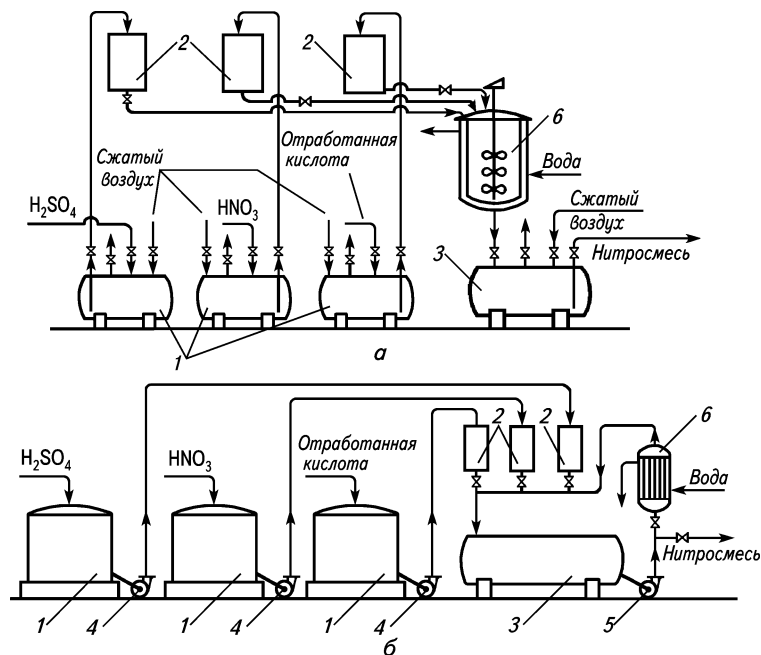 2
2
2
6
Отработанная
кислота
Сжатый
воздух
Вода
H₂SO₄
HNO₃
Сжатый
воздух
Нитросмесь
3
1
а
2
2
6
H₂SO₄
HNO₃
Отработанная
кислота
Вода
Нитросмесь
1
4
1
4
1
4
3
5
б